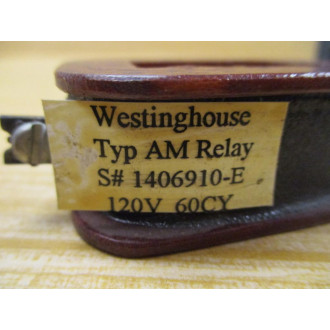 Westinghouse
Typ AM Relay
S# 1406910-E
120V 60CY